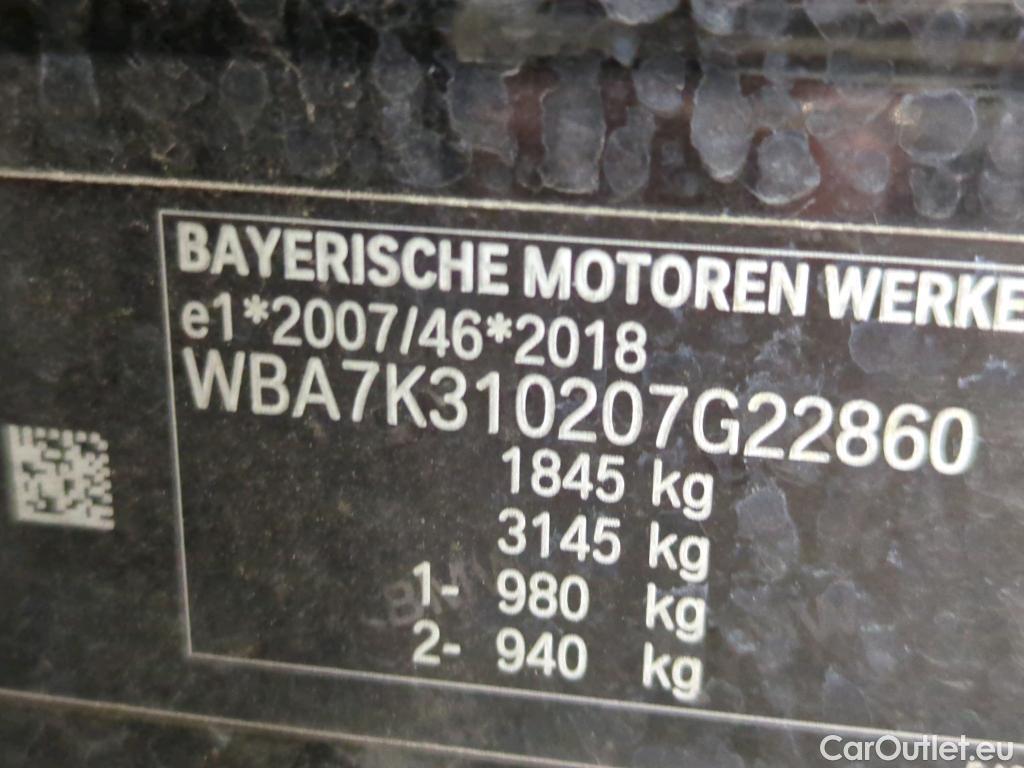 BAYERISCHE MOTOREN WERKE
e1*2007/46*2018
WBA7K310207G22860
1845 kg
3145 kg
1- 980 kg
2- 940 kg
CarOutlet.eu